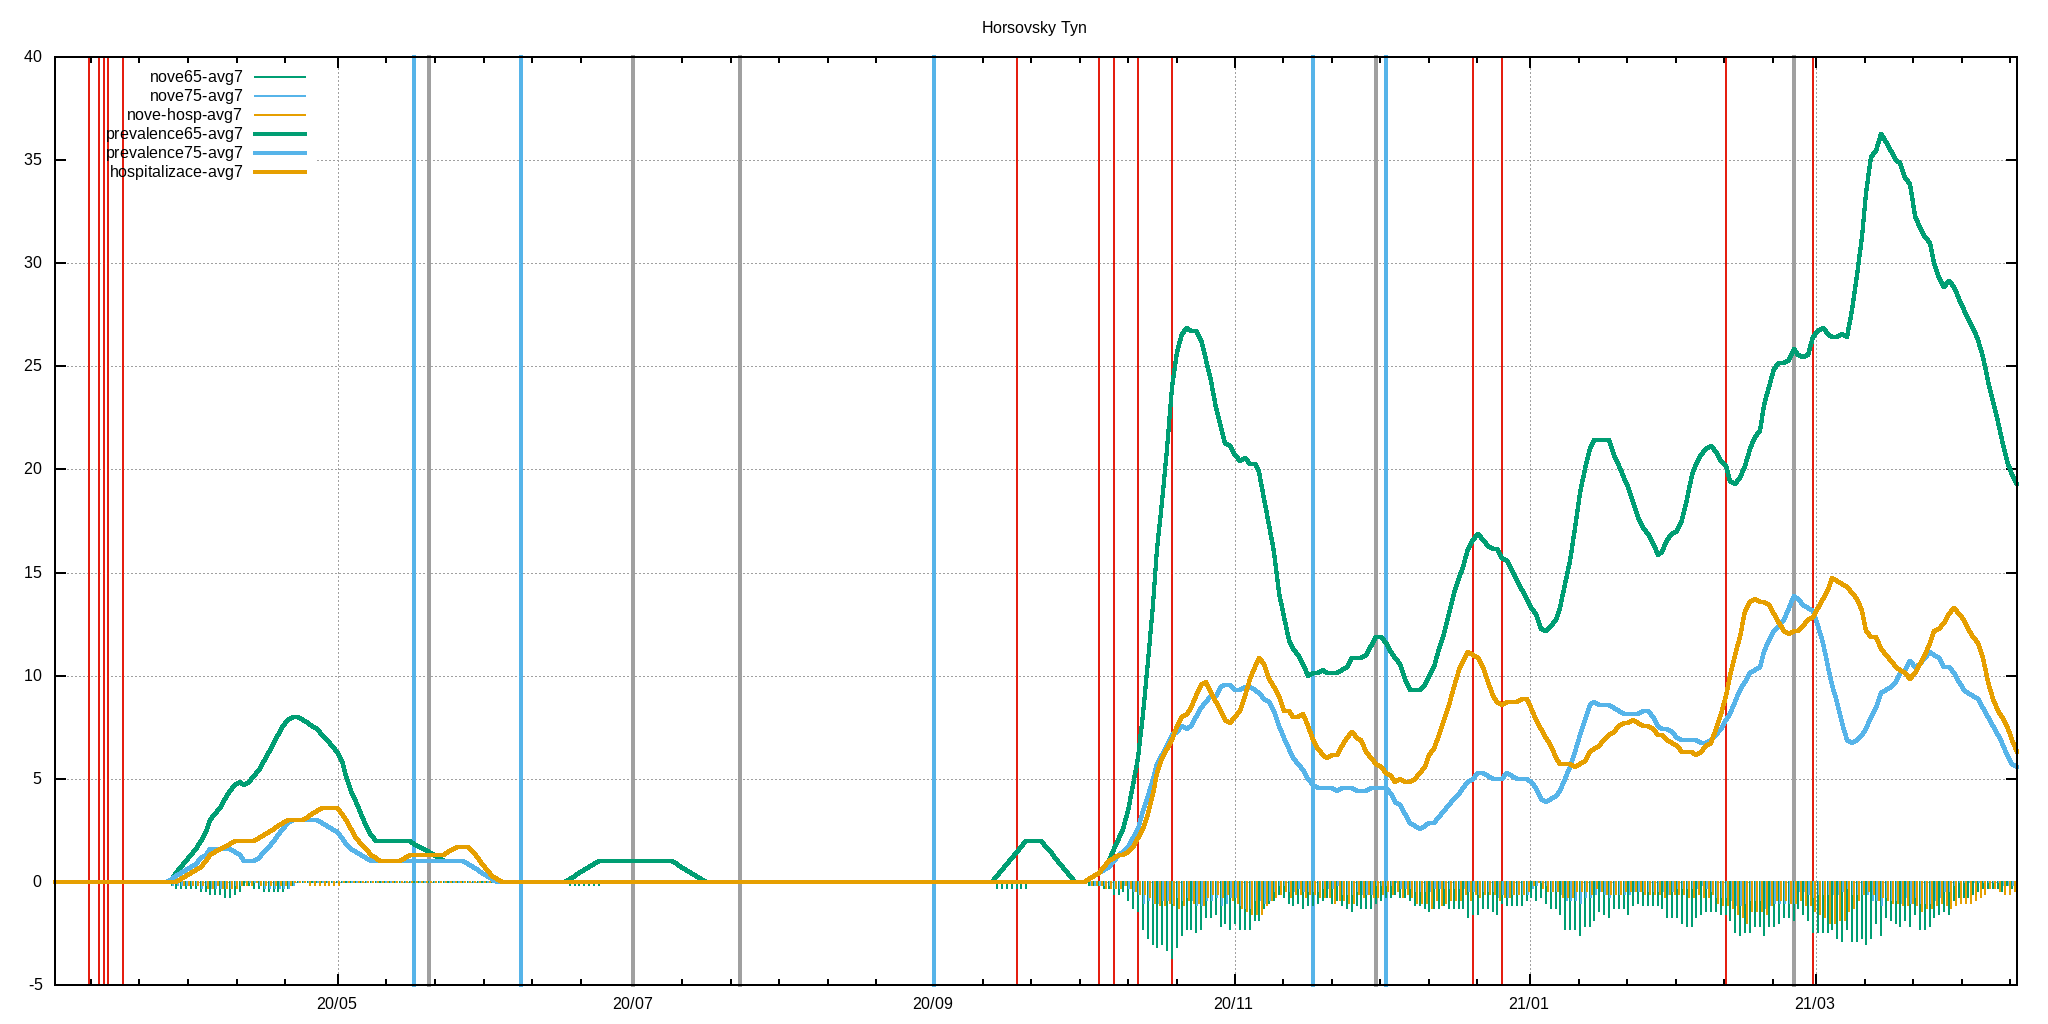 Horsovsky Tyn
40
35
30
25
20
15
10
5
0
-5
nove65-avg7
nove75-avg7
nove-hosp-avg7
prevalence65-avg7
prevalence75-avg7
hospitalizace-avg7
20/05 20/07 20/09 20/11 21/01 21/03